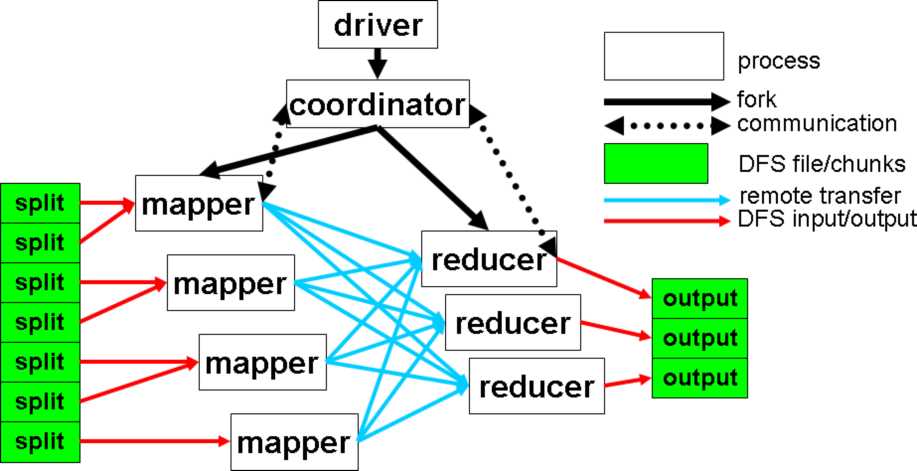 driver
coordinator
process
fork
communication
DFS file/chunks
remote transfer
DFS input/output
split
split
split
split
split
split
split
mapper
mapper
mapper
mapper
reducer
reducer
reducer
output
output
output